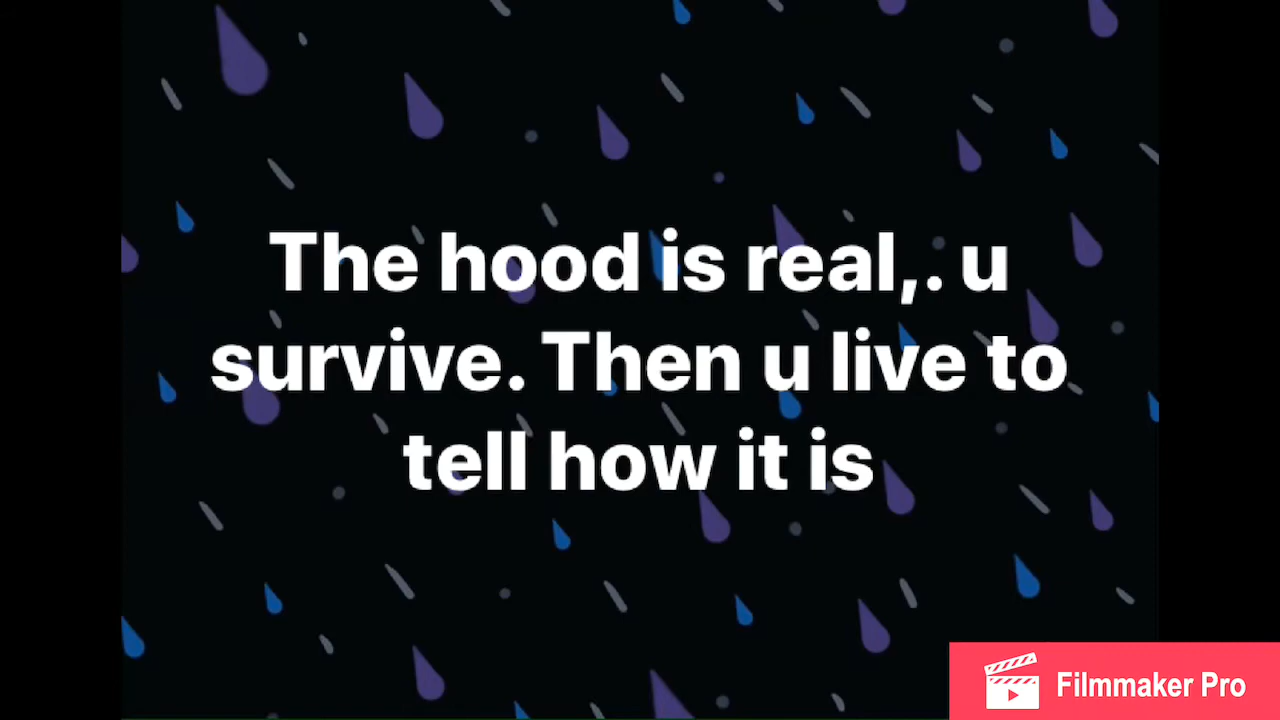 The hood is real,. u
survive. Then u live to
tell how it is
Filmmaker Pro